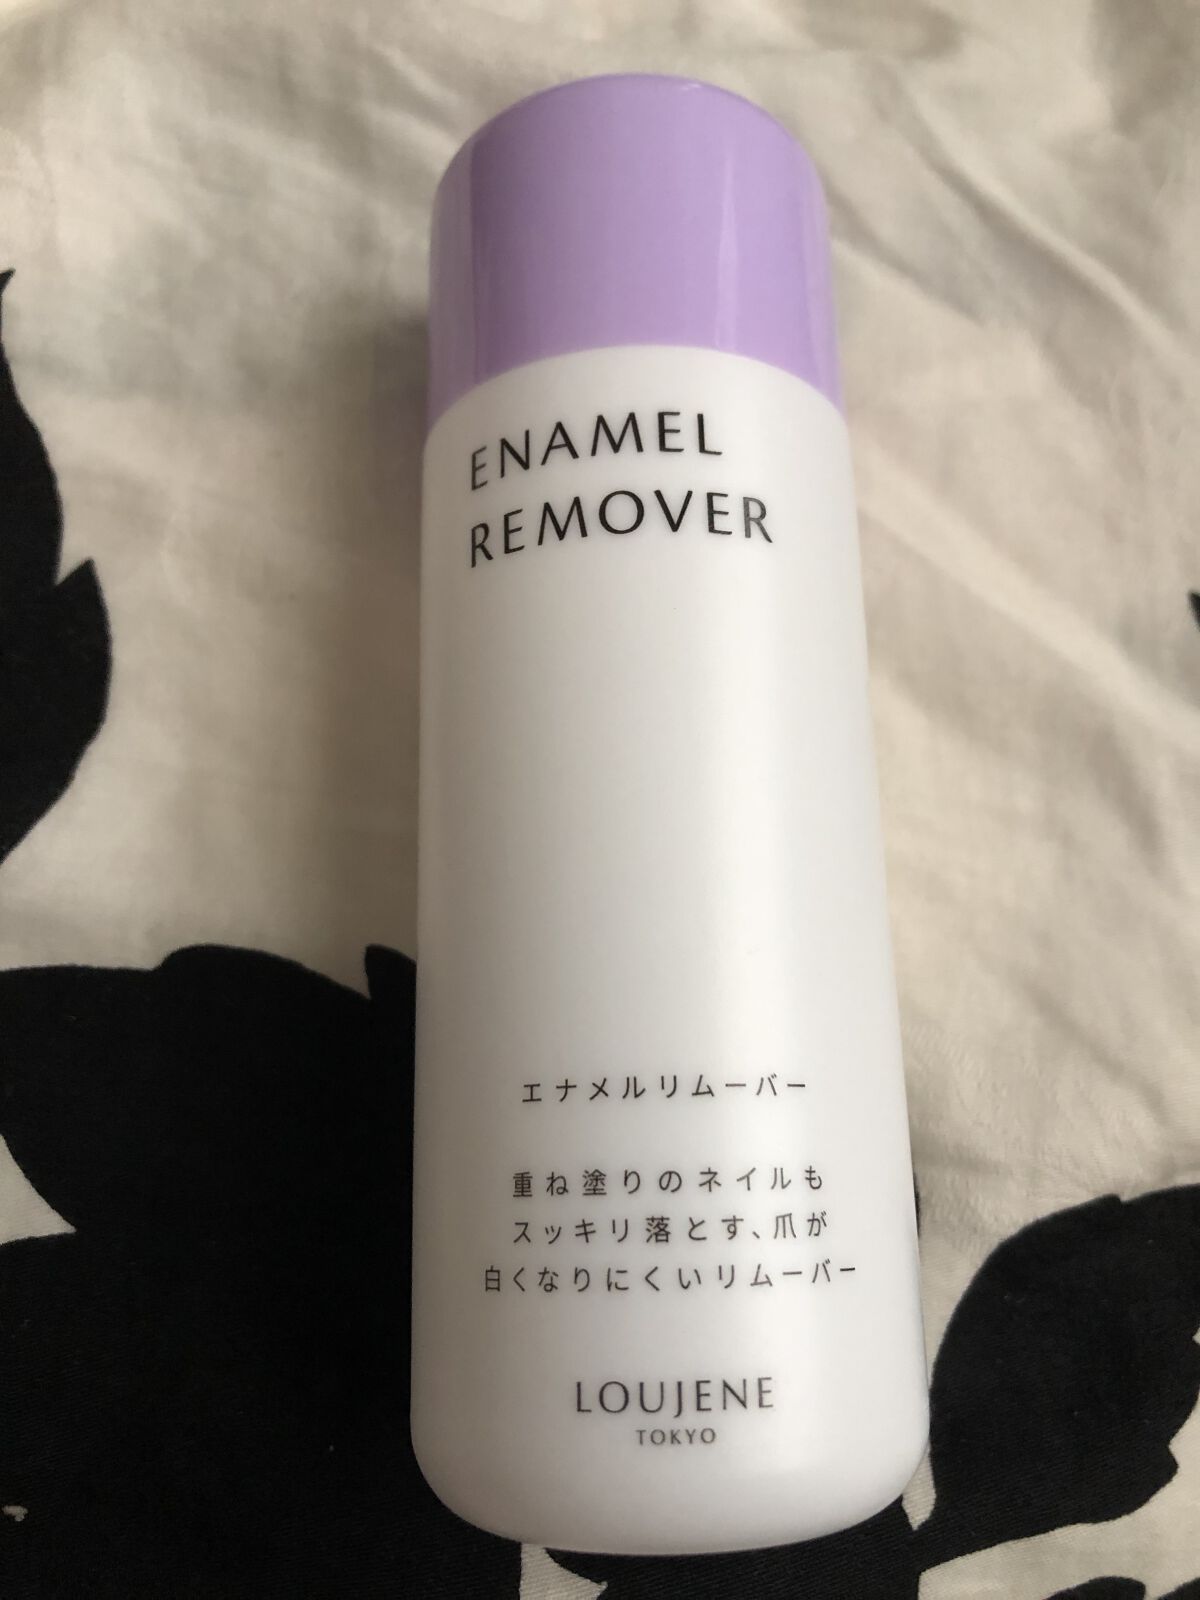 ENAMEL
REMOVER
エナメルリムーバー
重ね塗りのネイルも
スッキリ落とす、爪が
白くなりにくいリムーバー
LOUJENE
TOKYO